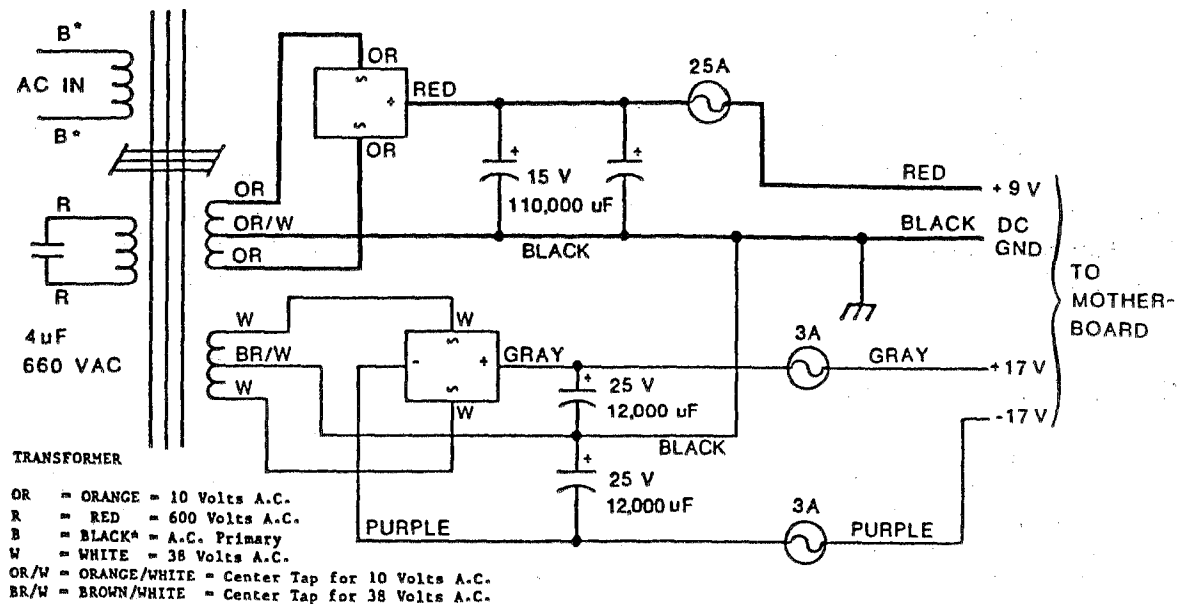 B*
AC IN
B*
OR
+
RED
OR
25A
+
+
15 V
110,000 uF
RED
+9 V
BLACK
DC
GND
OR
OR/W
OR
BLACK
R
R
4uF
660 VAC
TO
MOTHER-
BOARD
W
BR/W
W
W
-
+
GRAY
W
3A
GRAY
+17 V
+
25 V
12,000 uF
-17 V
BLACK
+
25 V
12,000 uF
PURPLE
3A
PURPLE
TRANSFORMER
OR = ORANGE = 10 Volts A.C.
R = RED = 600 Volts A.C.
B = BLACK* = A.C. Primary
W = WHITE = 38 Volts A.C.
OR/W = ORANGE/WHITE = Center Tap for 10 Volts A.C.
BR/W = BROWN/WHITE = Center Tap for 38 Volts A.C.